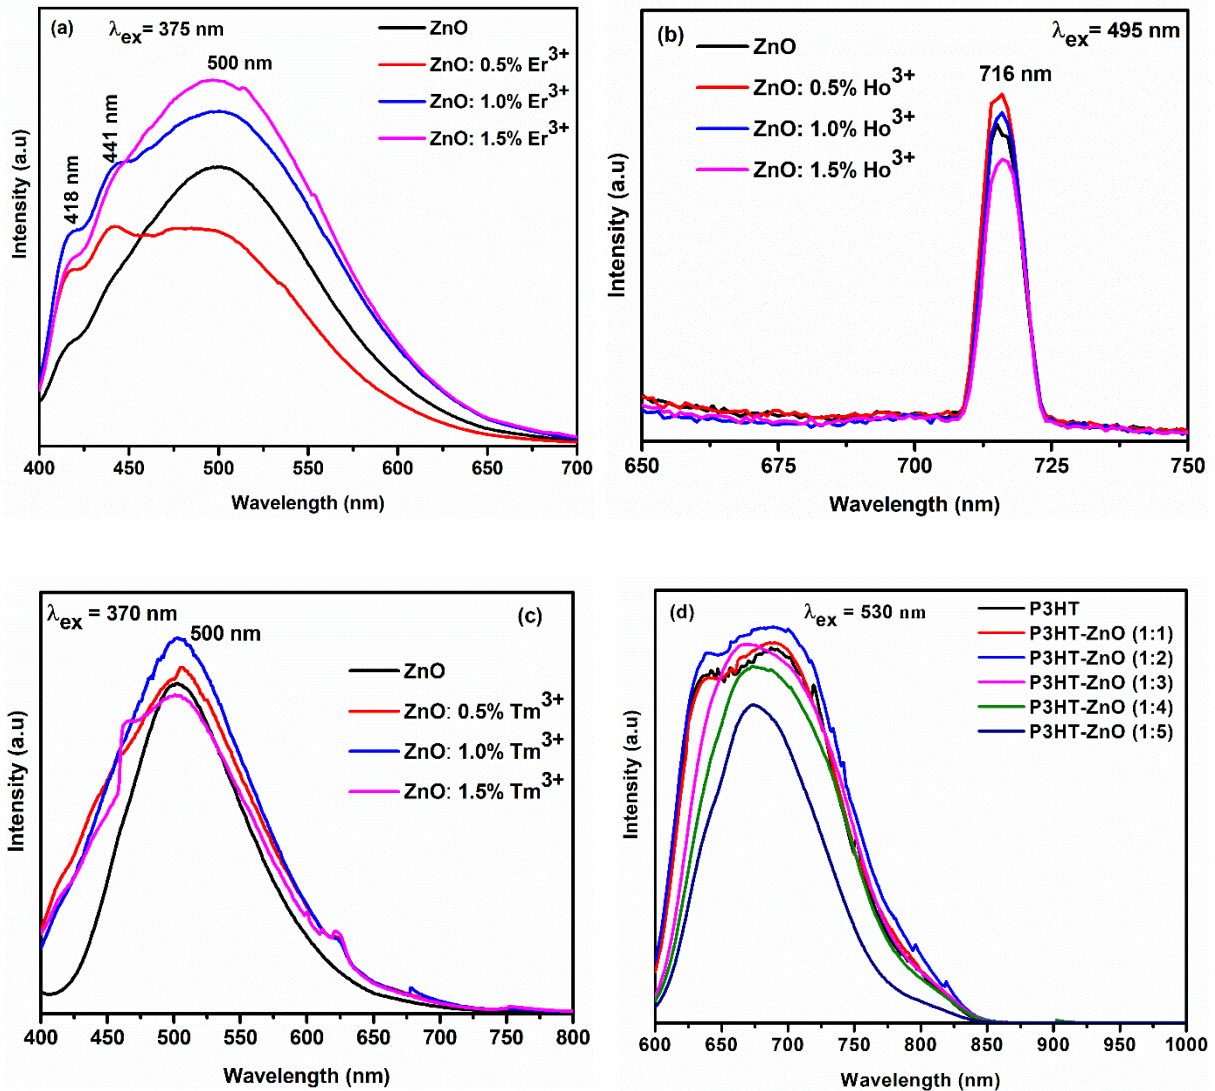 (a)
λex= 375 nm
500 nm
441 nm
418 nm
ZnO
ZnO: 0.5% Er3+
ZnO: 1.0% Er3+
ZnO: 1.5% Er3+
Intensity (a.u)
400 450 500 550 600 650 700
Wavelength (nm)
(b)
λex= 495 nm
716 nm
ZnO
ZnO: 0.5% Ho3+
ZnO: 1.0% Ho3+
ZnO: 1.5% Ho3+
Intensity (a.u)
650 675 700 725 750
Wavelength (nm)
λex = 370 nm
(c)
500 nm
ZnO
ZnO: 0.5% Tm3+
ZnO: 1.0% Tm3+
ZnO: 1.5% Tm3+
Intensity (a.u)
400 450 500 550 600 650 700 750 800
Wavelength (nm)
(d)
λex = 530 nm
P3HT
P3HT-ZnO (1:1)
P3HT-ZnO (1:2)
P3HT-ZnO (1:3)
P3HT-ZnO (1:4)
P3HT-ZnO (1:5)
Intensity (a.u)
600 650 700 750 800 850 900 950 1000
Wavelength (nm)